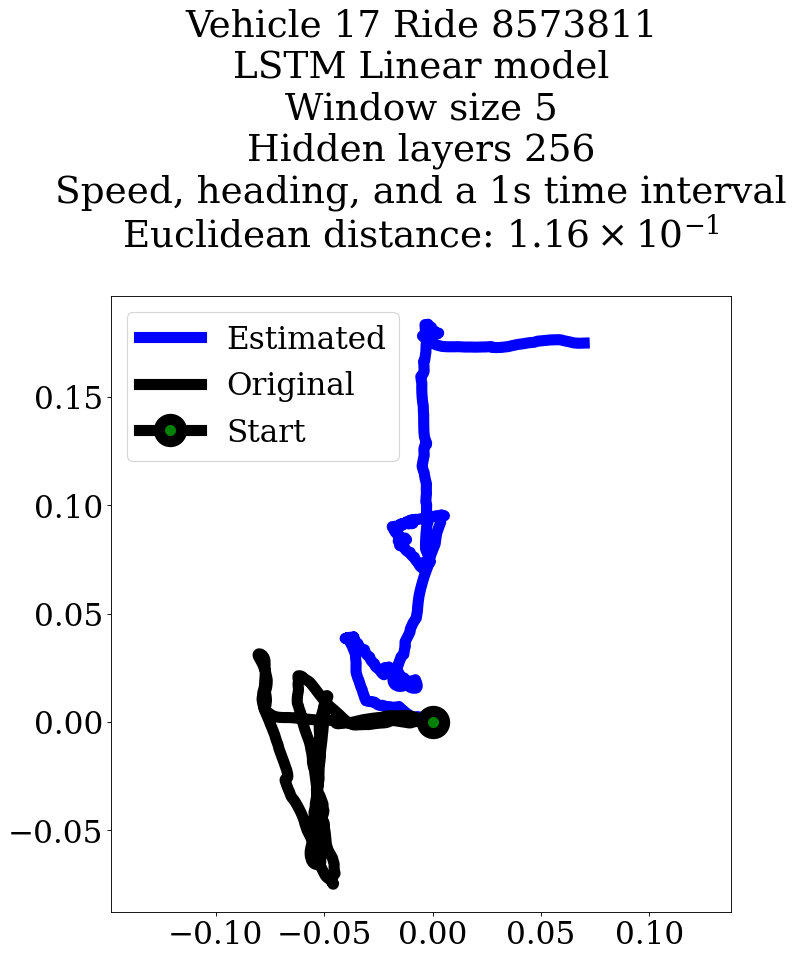 Vehicle 17 Ride 8573811
LSTM Linear model
Window size 5
Hidden layers 256
Speed, heading, and a 1s time interval
Euclidean distance: 1.16 × 10⁻¹
Estimated
Original
Start
0.15
0.10
0.05
0.00
−0.05
−0.10 −0.05 0.00 0.05 0.10